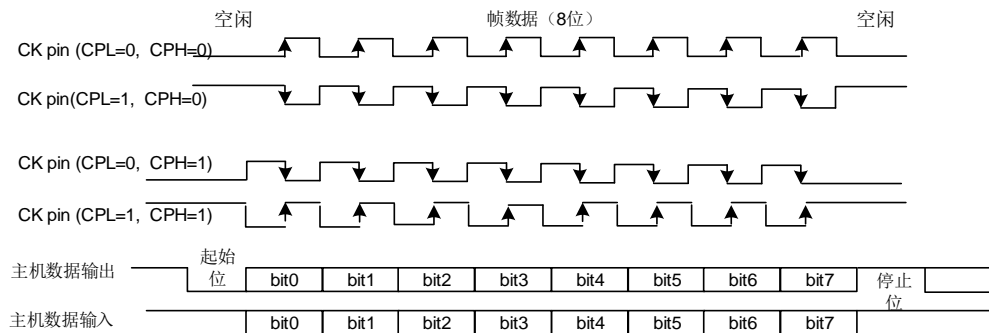 空闲 帧数据（8位） 空闲
CK pin (CPL=0, CPH=0)
CK pin(CPL=1, CPH=0)
CK pin (CPL=0, CPH=1)
CK pin (CPL=1, CPH=1)
主机数据输出 起始位 bit0 bit1 bit2 bit3 bit4 bit5 bit6 bit7 停止位
主机数据输入 bit0 bit1 bit2 bit3 bit4 bit5 bit6 bit7